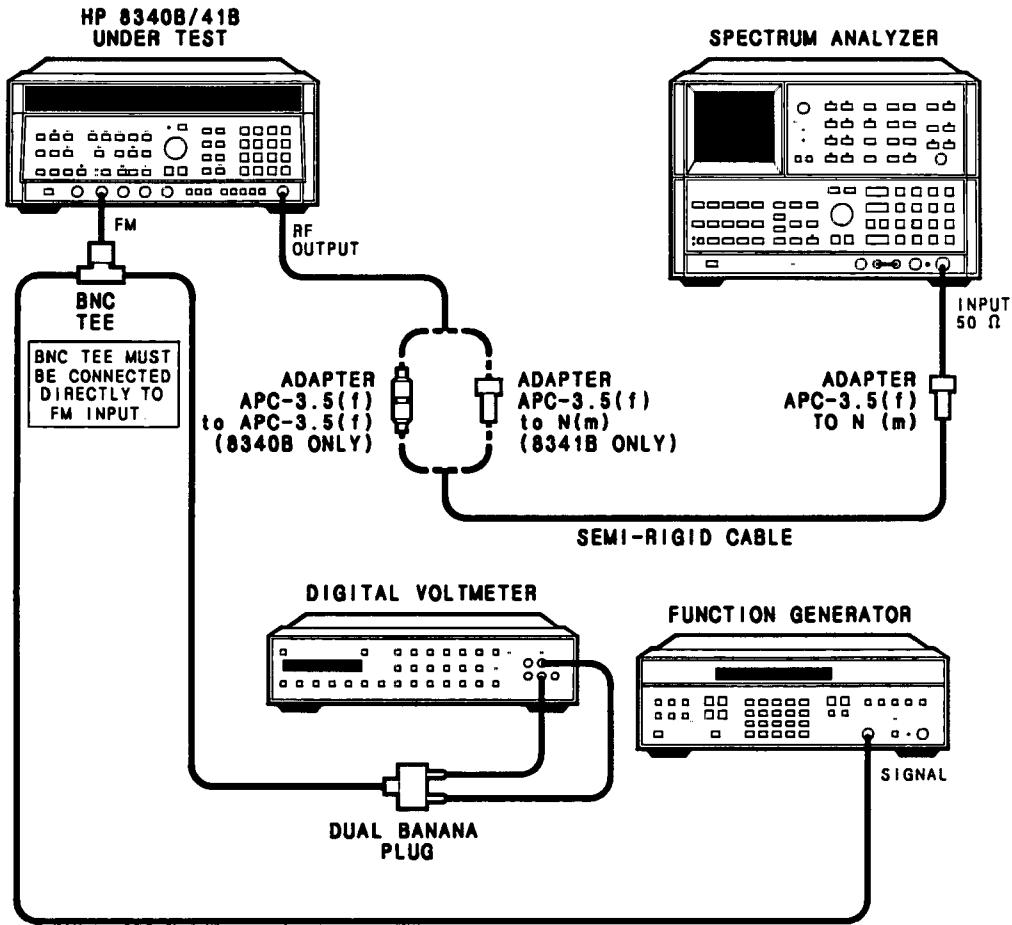 HP 8340B/41B
UNDER TEST
SPECTRUM ANALYZER
FM
RF
OUTPUT
BNC
TEE
INPUT
50 Ω
BNC TEE MUST
BE CONNECTED
DIRECTLY TO
FM INPUT.
ADAPTER
APC-3.5(f)
to APC-3.5(f)
(8340B ONLY)
ADAPTER
APC-3.5(f)
to N(m)
(8341B ONLY)
ADAPTER
APC-3.5(f)
TO N (m)
SEMI-RIGID CABLE
DIGITAL VOLTMETER
FUNCTION GENERATOR
SIGNAL
DUAL BANANA
PLUG